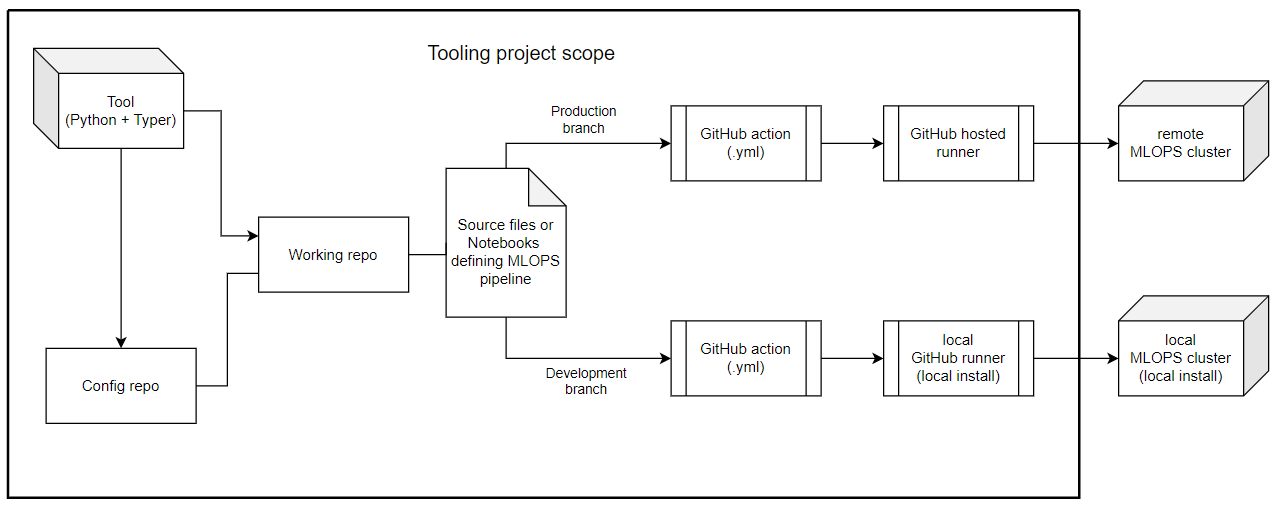 Tooling project scope
Tool
(Python + Typer)
Production
branch
GitHub action
(.yml)
GitHub hosted
runner
remote
MLOPS cluster
Working repo
Source files or
Notebooks
defining MLOPS
pipeline
Config repo
Development
branch
GitHub action
(.yml)
local
GitHub runner
(local install)
local
MLOPS cluster
(local install)